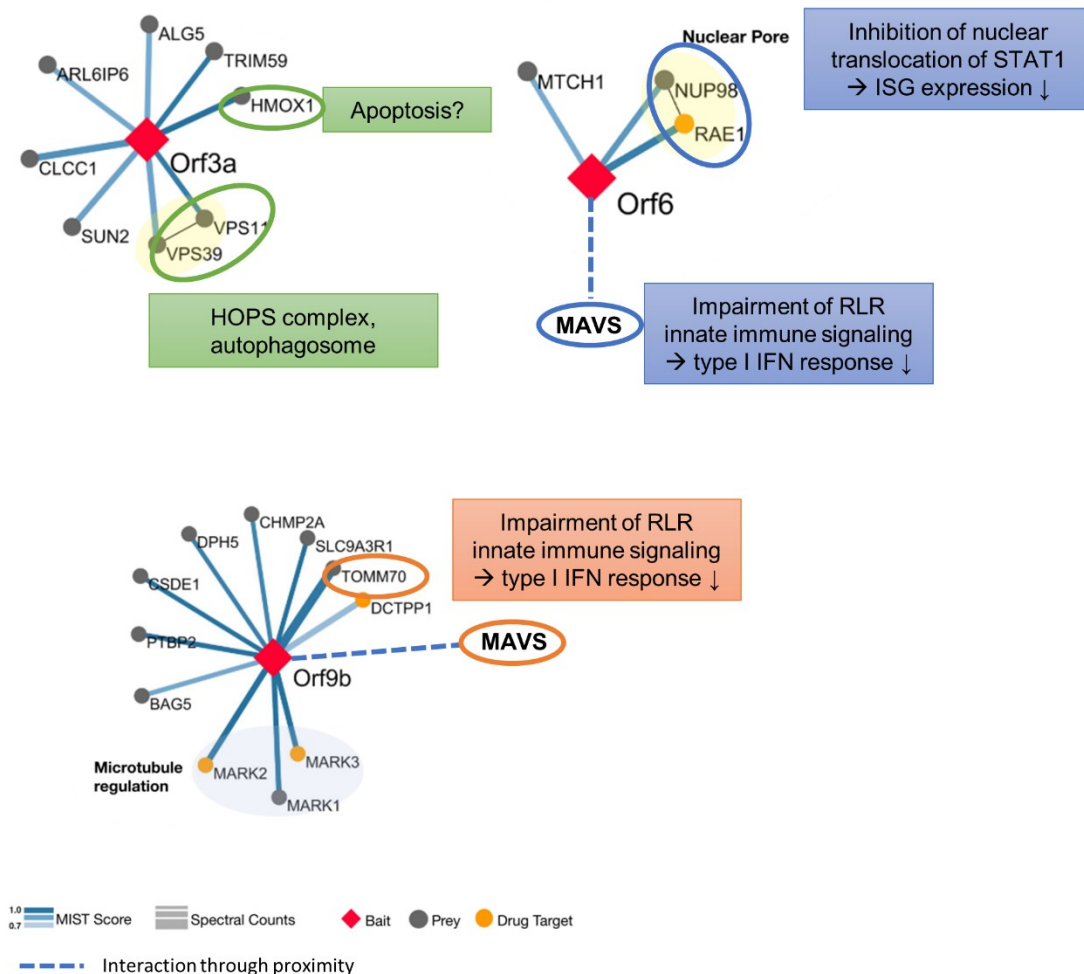 ALG5
TRIM59
ARL6IP6
HMOX1
Apoptosis?
CLCC1
Orf3a
SUN2
VPS11
VPS39
HOPS complex,
autophagosome
Nuclear Pore
MTCH1
NUP98
RAE1
Orf6
Inhibition of nuclear
translocation of STAT1
→ ISG expression ↓
MAVS
Impairment of RLR
innate immune signaling
→ type I IFN response ↓
CHMP2A
DPH5
SLC9A3R1
TOMM70
CSDE1
DCTPP1
PTBP2
Orf9b
BAG5
MARK2
MARK3
MARK1
Microtubule
regulation
Impairment of RLR
innate immune signaling
→ type I IFN response ↓
MAVS
1.0
0.7
MIST Score
Spectral Counts
Bait
Prey
Drug Target
Interaction through proximity